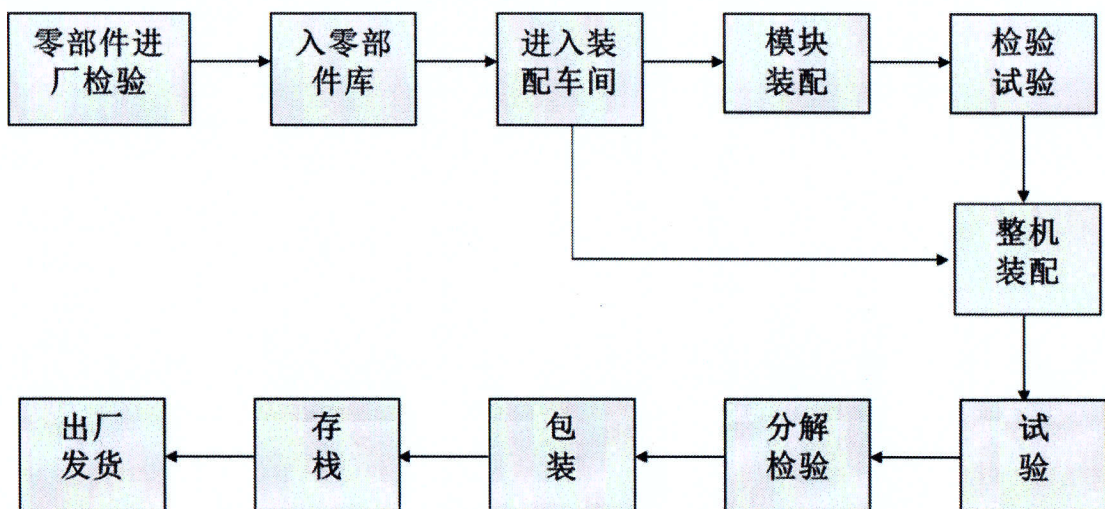 零部件进
厂检验
入零部
件库
进入装
配车间
模块
装配
检验
试验
整机
装配
试
验
分解
检验
包
装
存
栈
出厂
发货